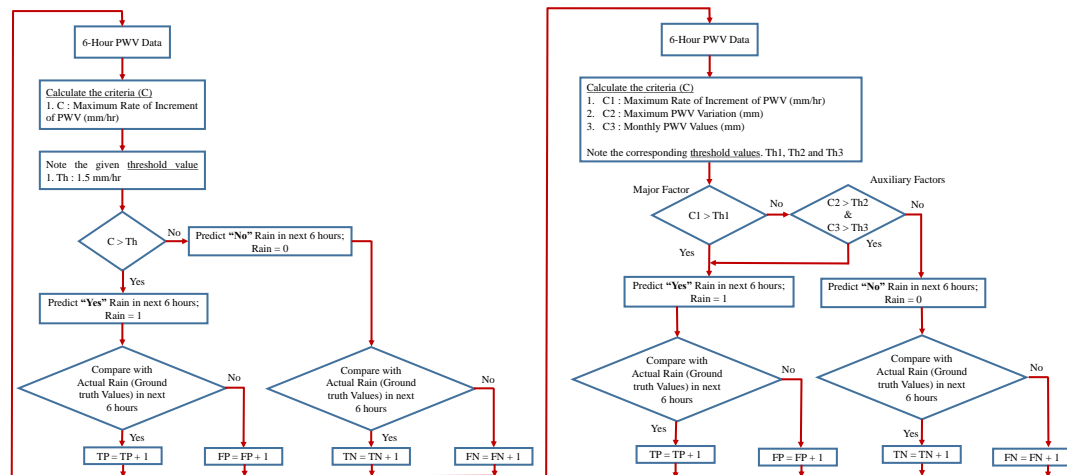 6-Hour PWV Data
Calculate the criteria (C)
1. C : Maximum Rate of Increment
of PWV (mm/hr)
Note the given threshold value
1. Th : 1.5 mm/hr
C > Th
No
Predict “No” Rain in next 6 hours;
Rain = 0
Yes
Predict “Yes” Rain in next 6 hours;
Rain = 1
Compare with
Actual Rain (Ground
truth Values) in next
6 hours
No
Yes
Compare with
Actual Rain (Ground
truth Values) in next
6 hours
No
Yes
TP = TP + 1
FP = FP + 1
TN = TN + 1
FN = FN + 1
6-Hour PWV Data
Calculate the criteria (C)
1. C1 : Maximum Rate of Increment of PWV (mm/hr)
2. C2 : Maximum PWV Variation (mm)
3. C3 : Monthly PWV Values (mm)
Note the corresponding threshold values. Th1, Th2 and Th3
Major Factor
Auxiliary Factors
C1 > Th1
No
C2 > Th2
&
C3 > Th3
No
Yes
Yes
Predict “Yes” Rain in next 6 hours;
Rain = 1
Predict “No” Rain in next 6 hours;
Rain = 0
Compare with
Actual Rain (Ground
truth Values) in next
6 hours
No
Yes
Compare with
Actual Rain (Ground
truth Values) in next
6 hours
No
Yes
TP = TP + 1
FP = FP + 1
TN = TN + 1
FN = FN + 1